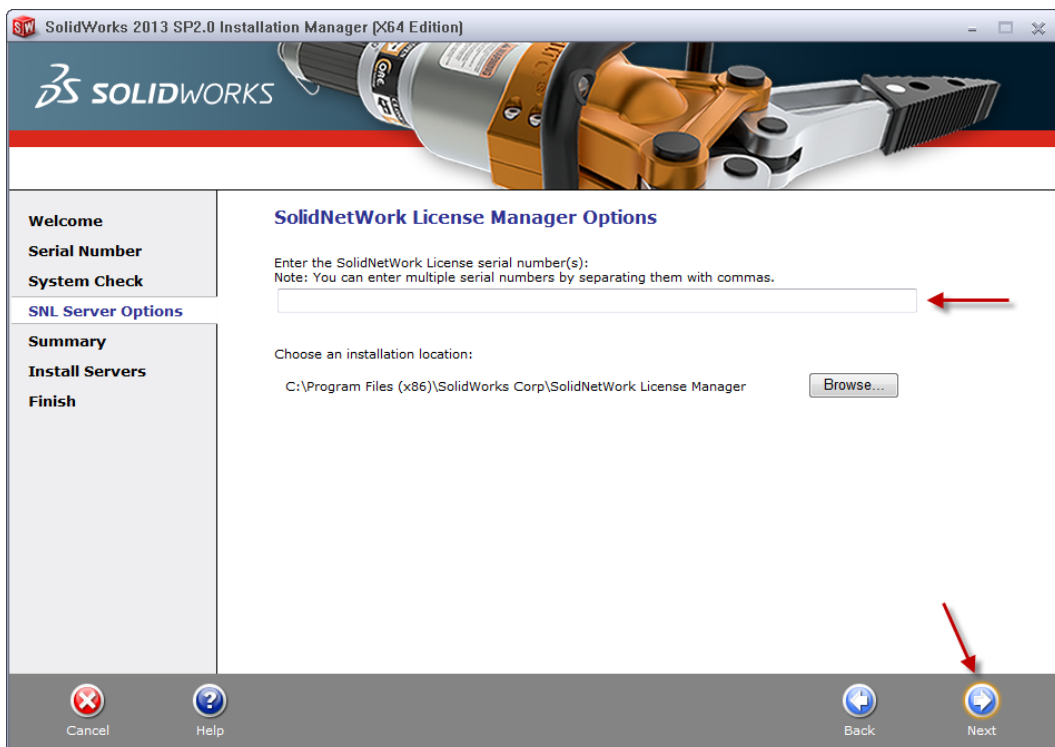 SW SolidWorks 2013 SP2.0 Installation Manager (X64 Edition)
3S SOLIDWORKS
CORE
Welcome
Serial Number
System Check
SNL Server Options
Summary
Install Servers
Finish
SolidNetWork License Manager Options
Enter the SolidNetWork License serial number(s):
Note: You can enter multiple serial numbers by separating them with commas.
Choose an installation location:
C:\Program Files (x86)\SolidWorks Corp\SolidNetWork License Manager
Browse...
Cancel
Help
Back
Next